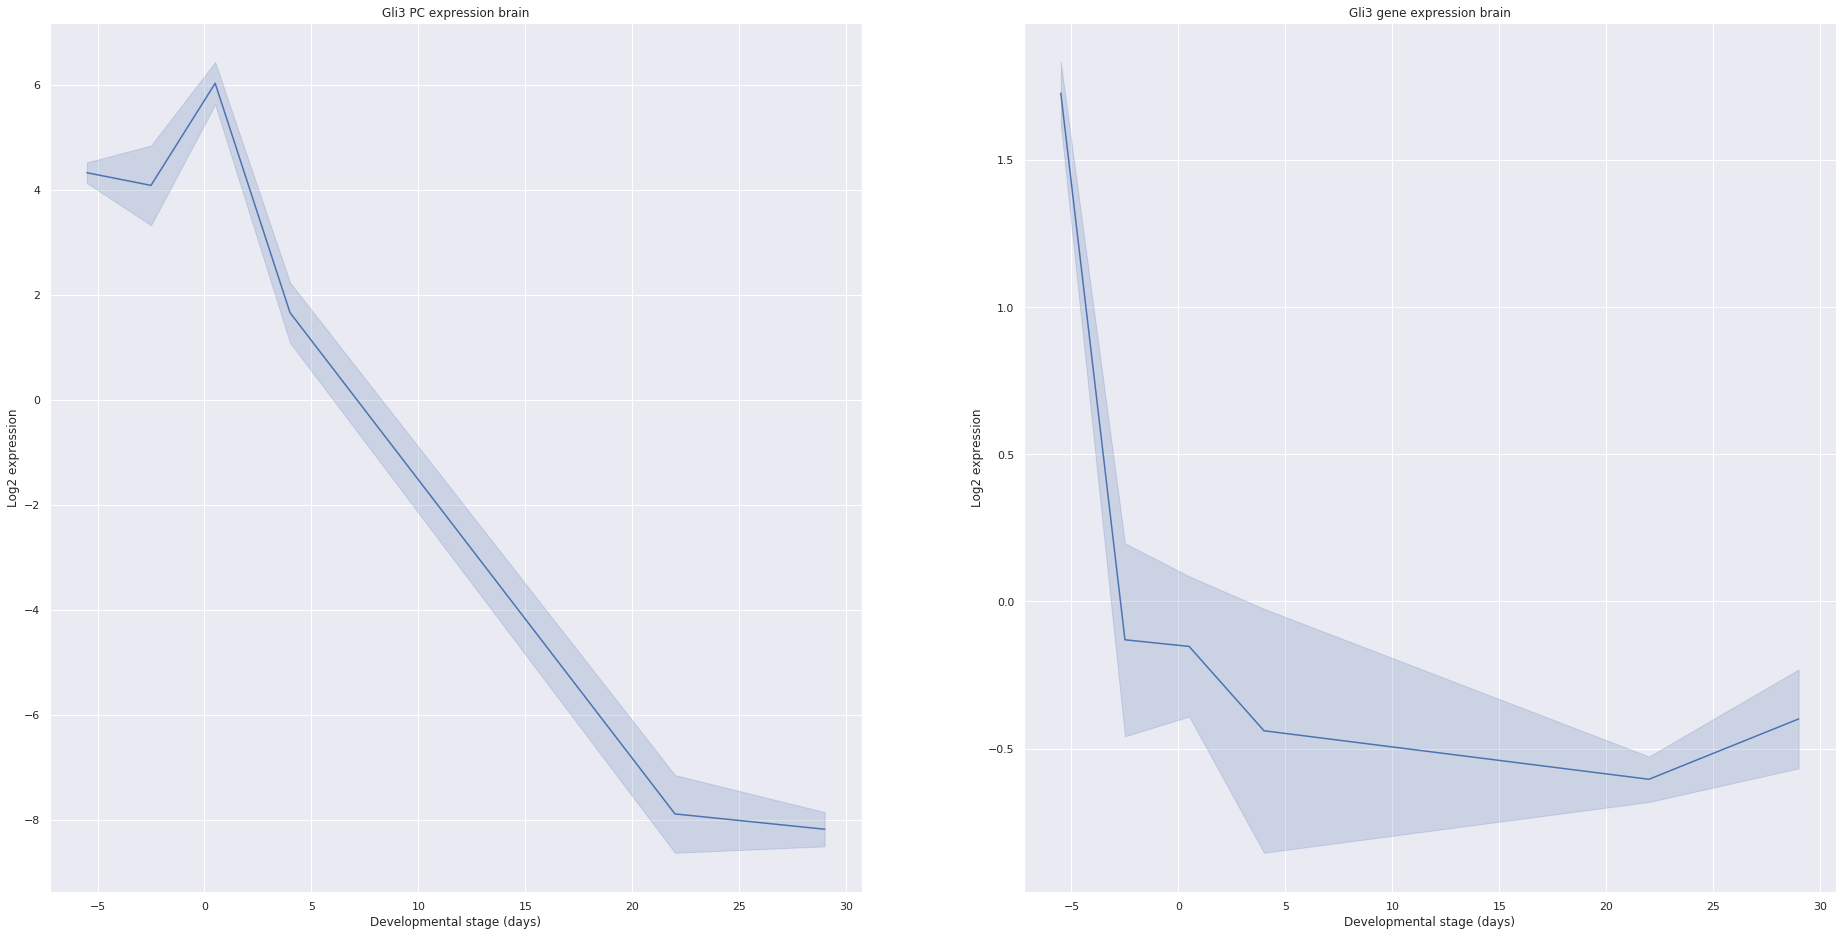 Gli3 PC expression brain
6
4
2
0
−2
−4
−6
−8
Log2 expression
−5 0 5 10 15 20 25 30
Developmental stage (days)
Gli3 gene expression brain
1.5
1.0
0.5
0.0
−0.5
Log2 expression
−5 0 5 10 15 20 25 30
Developmental stage (days)